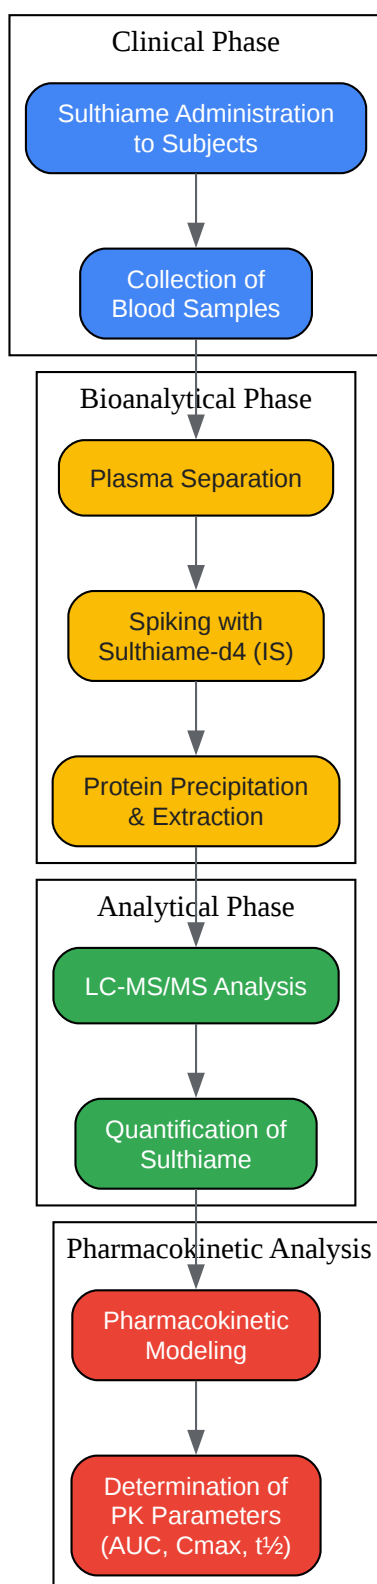 Clinical Phase
Sulthiame Administration
to Subjects
Collection of
Blood Samples
Bioanalytical Phase
Plasma Separation
Spiking with
Sulthiame-d4 (IS)
Protein Precipitation
& Extraction
Analytical Phase
LC-MS/MS Analysis
Quantification of
Sulthiame
Pharmacokinetic Analysis
Pharmacokinetic
Modeling
Determination of
PK Parameters
(AUC, Cmax, t½)